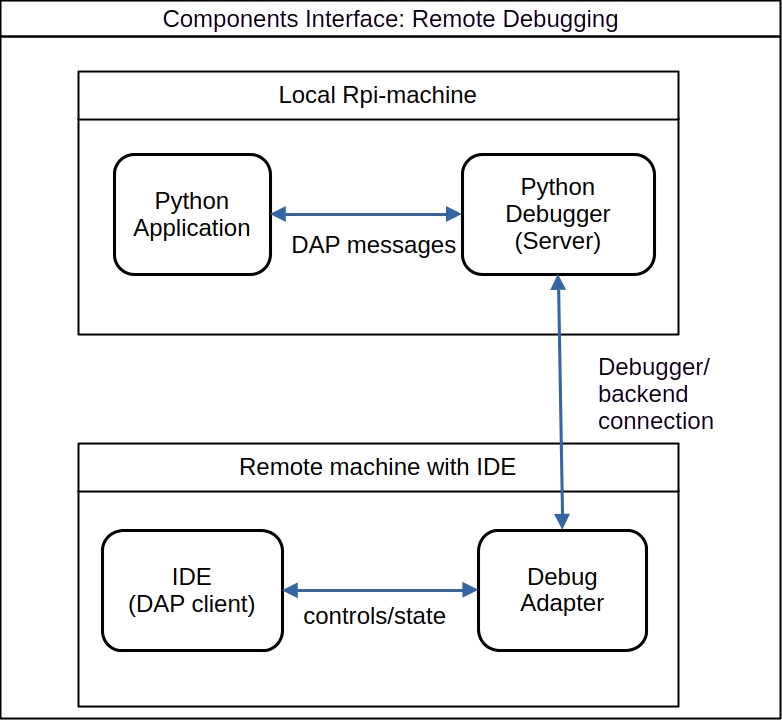 Components Interface: Remote Debugging
Local Rpi-machine
Python
Application
DAP messages
Python
Debugger
(Server)
Debugger/
backend
connection
Remote machine with IDE
IDE
(DAP client)
controls/state
Debug
Adapter